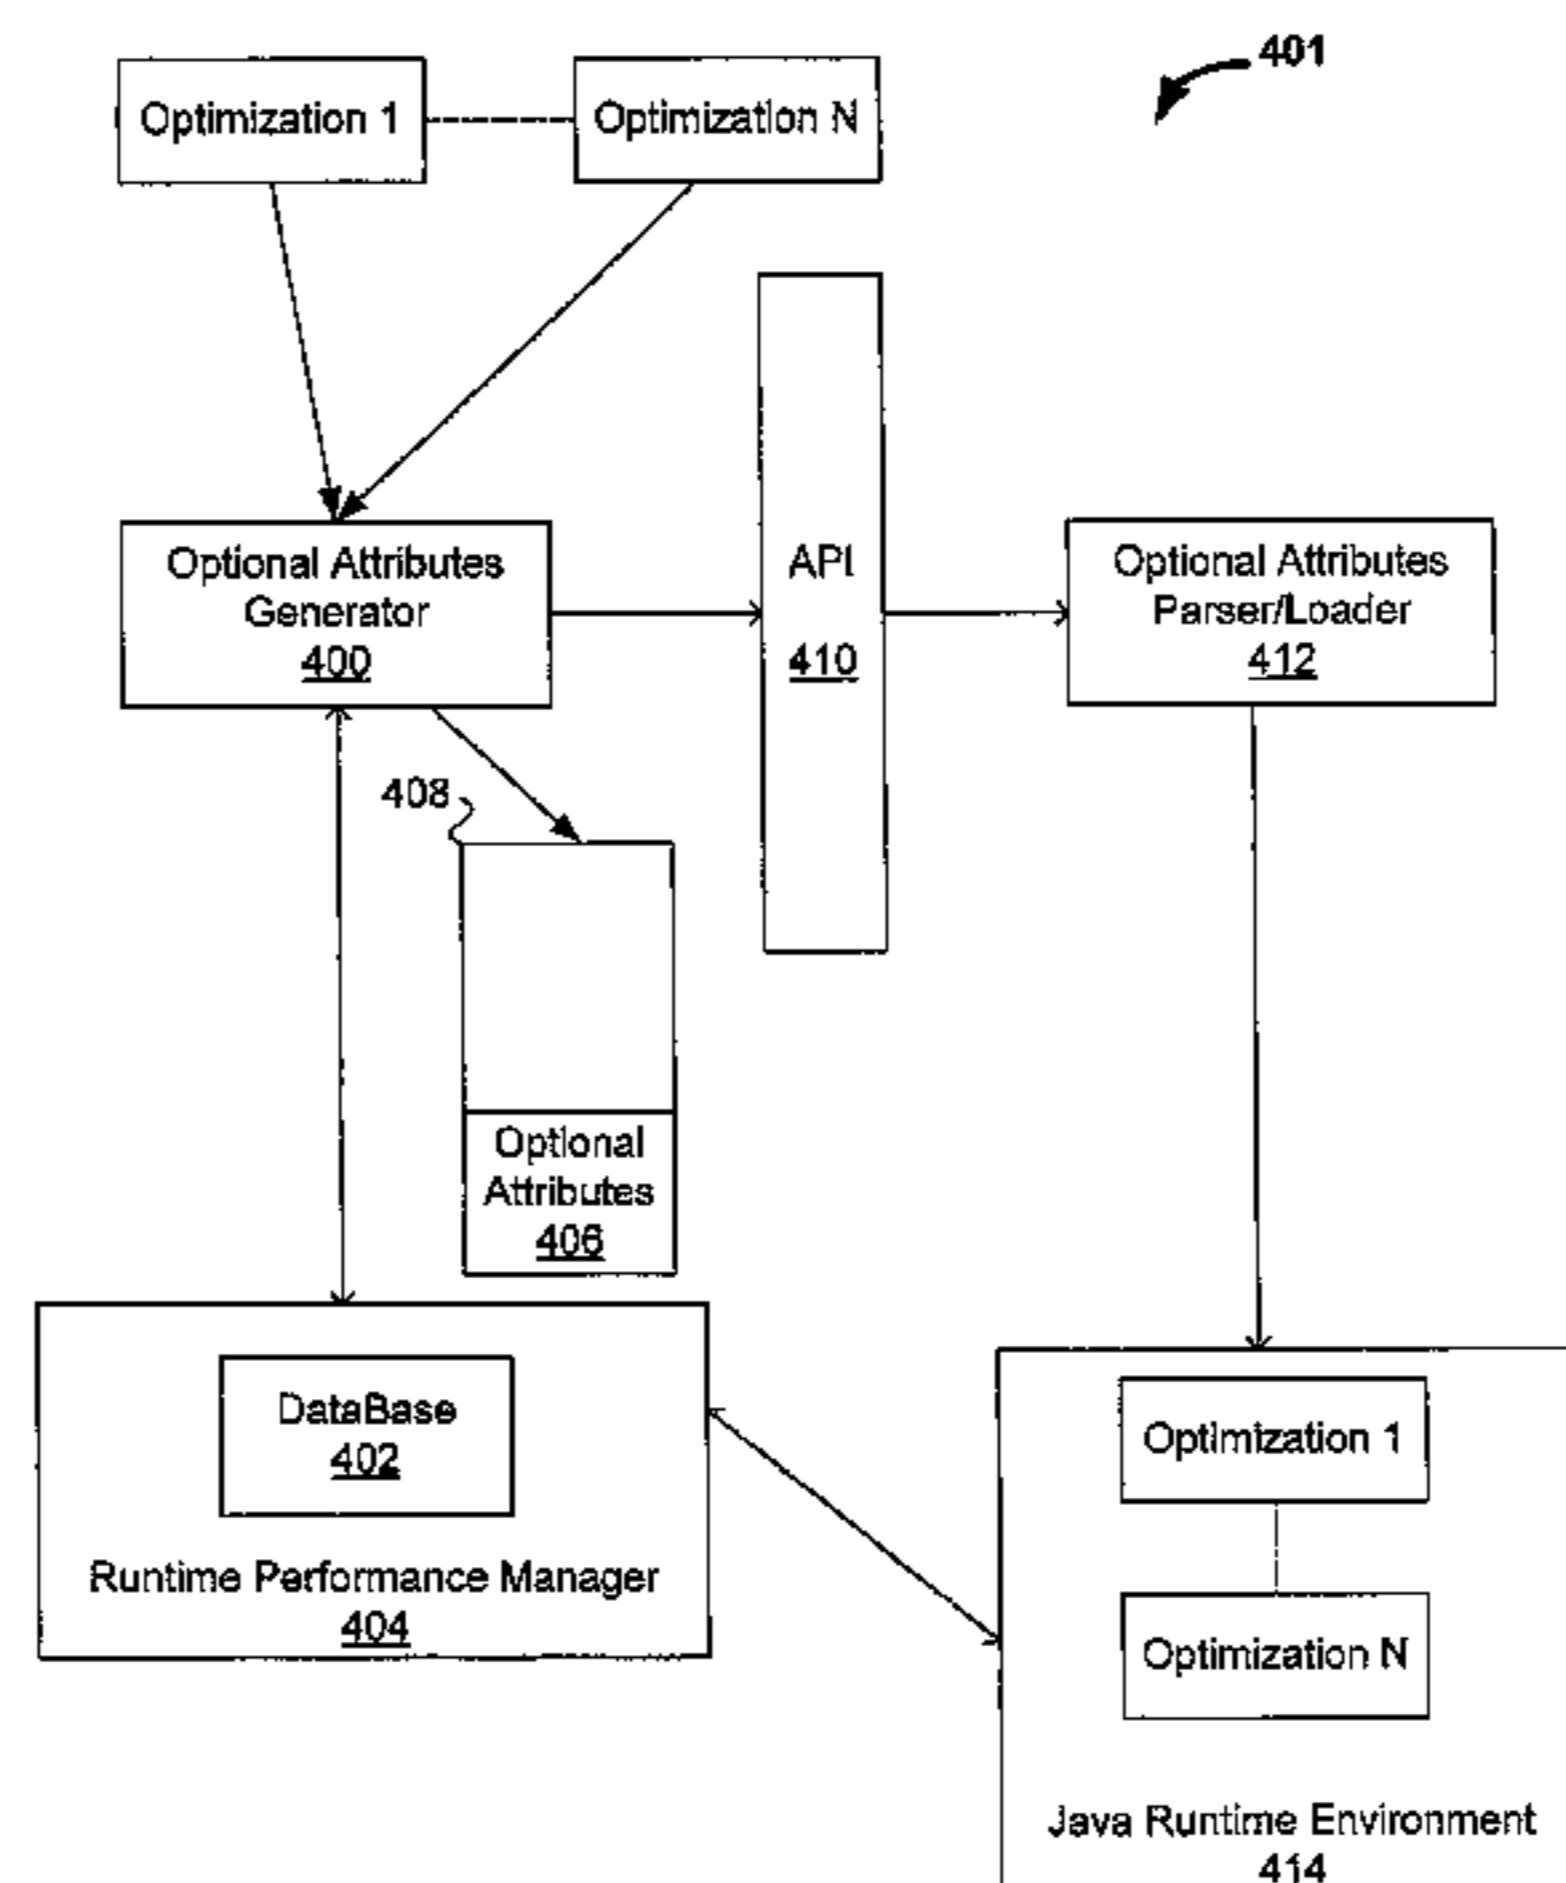 401
Optimization 1
Optimization N
Optional Attributes
Generator
400
API
410
Optional Attributes
Parser/Loader
412
408
Optional
Attributes
406
DataBase
402
Runtime Performance Manager
404
Optimization 1
Optimization N
Java Runtime Environment
414